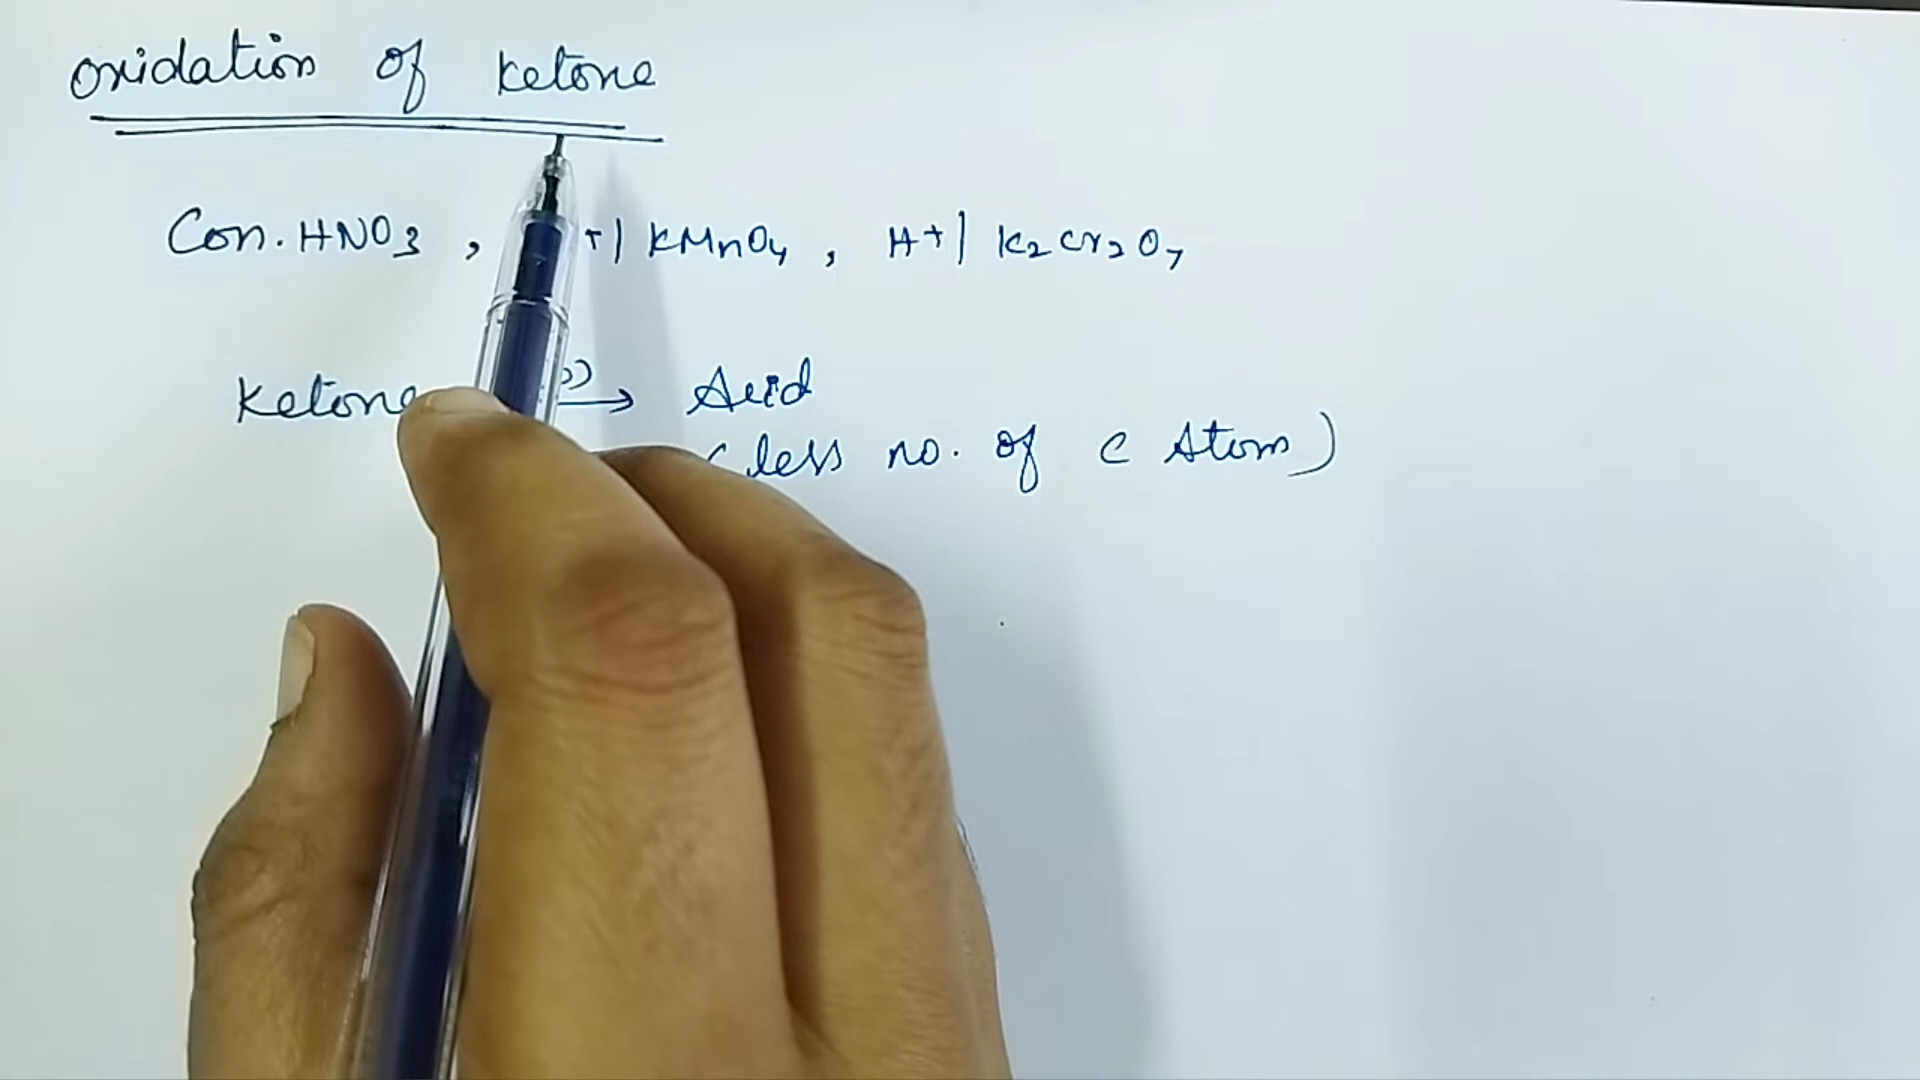 oxidation of ketone
Con. HNO3 , +| KMnO4 , H+| K2Cr2O7
Ketone → Acid
(less no. of C Atom)